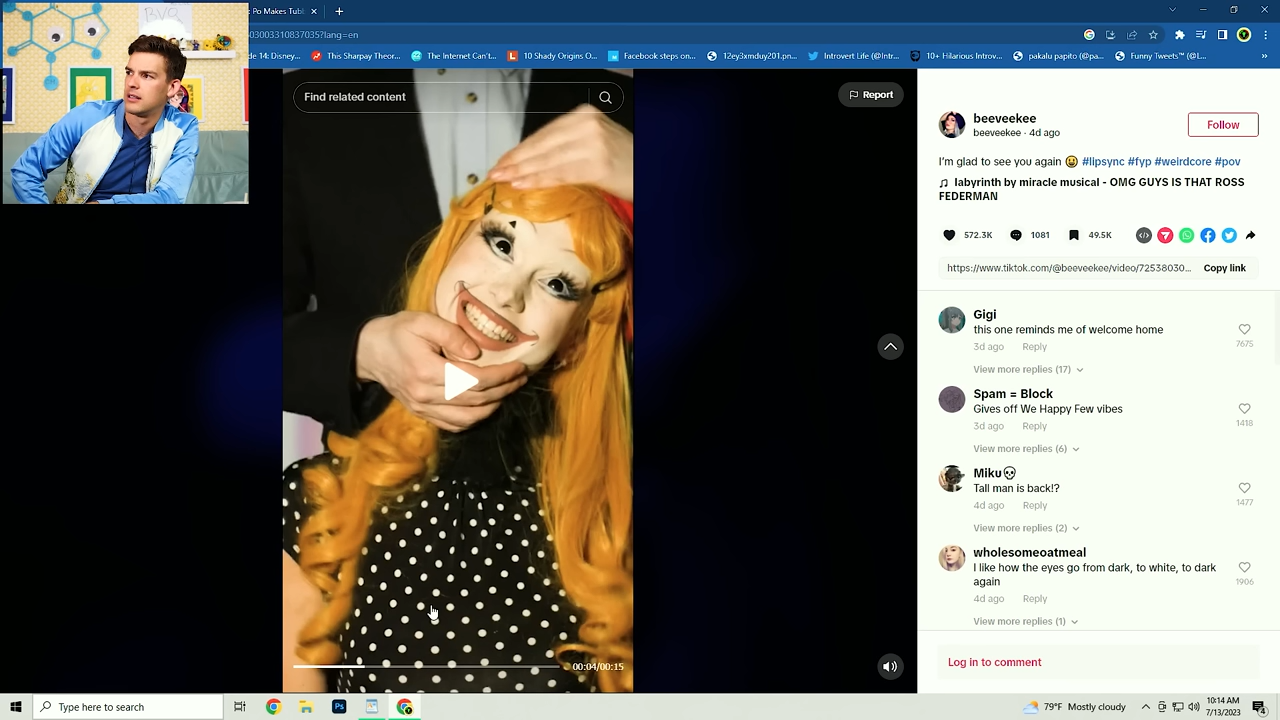 BVQ
: Po Makes Tubl
0300331083703​5?lang=en
de 14: Disney...
This Sharpay Theor...
The Internet Can't...
10 Shady Origins O...
Facebook steps on...
12ey3xmduy201.pn...
Introvert Life (@Intr...
10+ Hilarious Introv...
pakalu papito (@pa...
Funny Tweets™ (@L...
Find related content
Report
beeveekee
beeveekee · 4d ago
Follow
I'm glad to see you again 😀 #lipsync #fyp #weirdcore #pov
♫ labyrinth by miracle musical - OMG GUYS IS THAT ROSS
FEDERMAN
572.3K
1081
49.5K
https://www.tiktok.com/@beeveekee/video/72538030...
Copy link
Gigi
this one reminds me of welcome home
3d ago Reply
7675
View more replies (17)
Spam = Block
Gives off We Happy Few vibes
3d ago Reply
1418
View more replies (6)
Miku💀
Tall man is back!?
4d ago Reply
1477
View more replies (2)
wholesomeoatmeal
I like how the eyes go from dark, to white, to dark
again
4d ago Reply
1906
View more replies (1)
00:04/00:15
Log in to comment
Type here to search
Ps
79°F Mostly cloudy
10:14 AM
7/13/2023
4